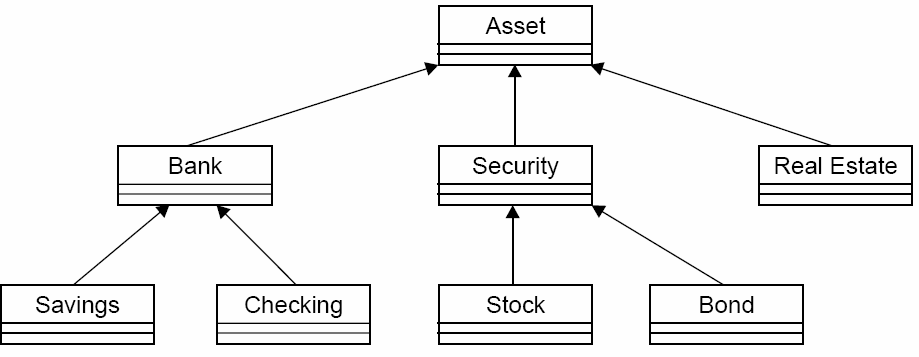 Asset
Bank
Security
Real Estate
Savings
Checking
Stock
Bond